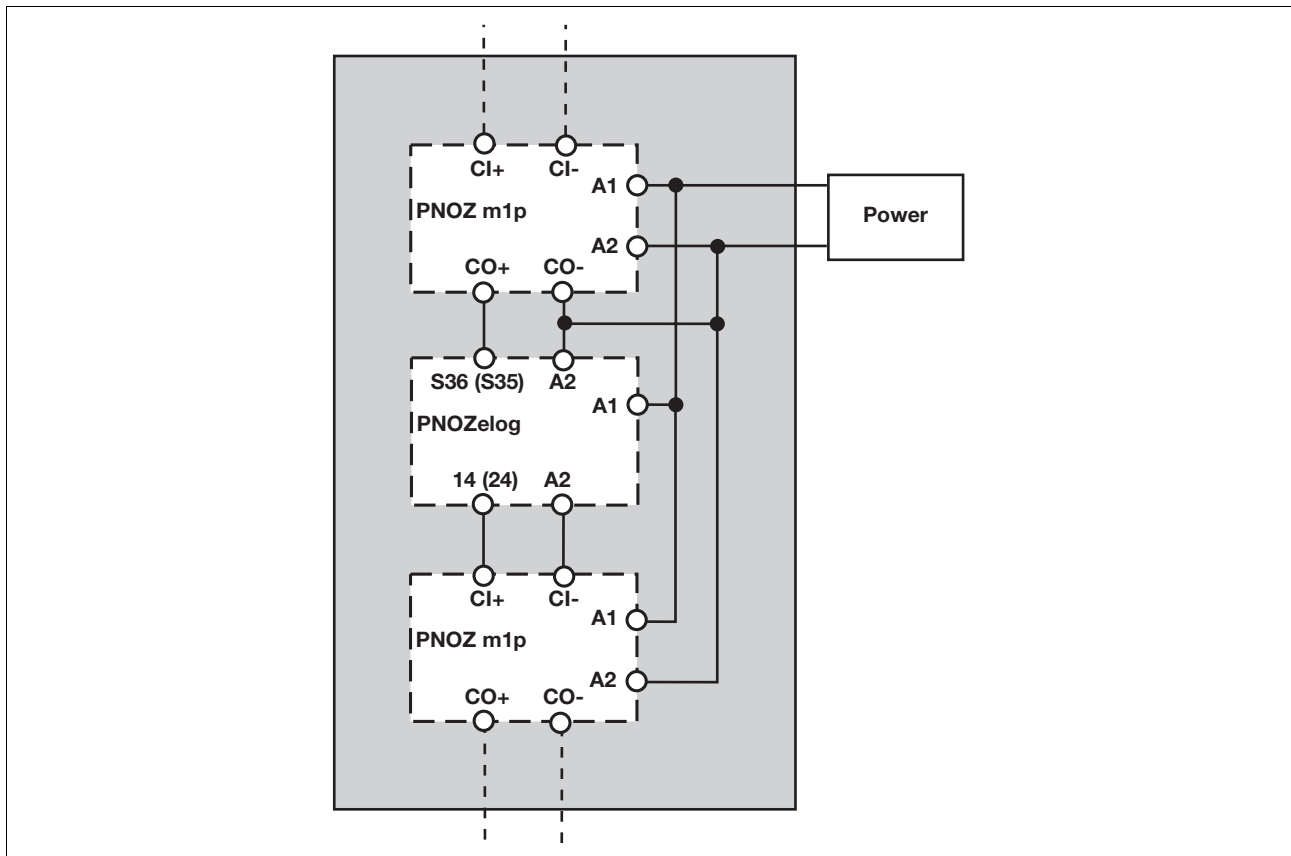 CI+ CI-
A1
Power
PNOZ m1p
A2
CO+ CO-
S36 (S35) A2
A1
PNOZelog
14 (24) A2
CI+ CI-
A1
PNOZ m1p
A2
CO+ CO-